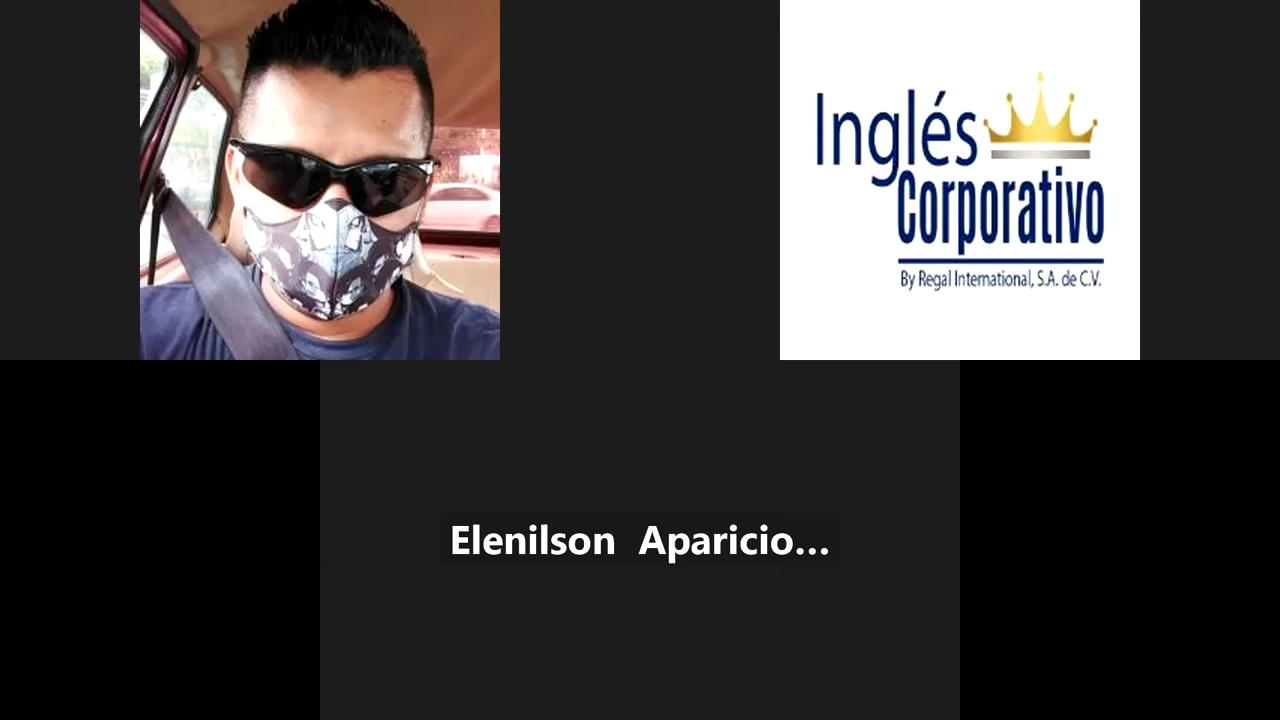 Inglés
Corporativo
By Regal International, S.A. de C.V.
Elenilson Aparicio...